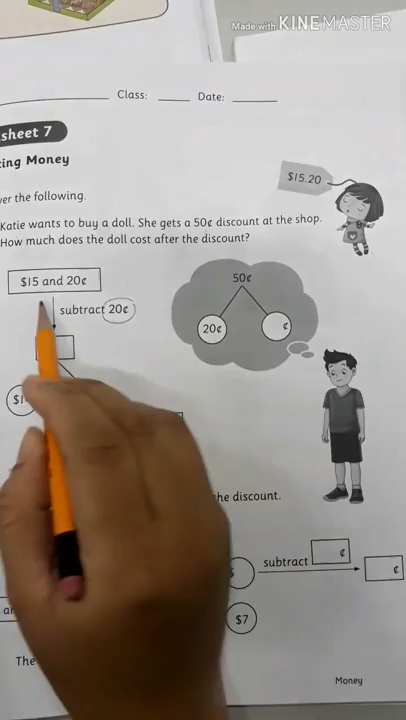 Made with KINEMASTER
Class: Date:
sheet 7
ing Money
er the following.
$15.20
Katie wants to buy a doll. She gets a 50¢ discount at the shop.
How much does the doll cost after the discount?
$15 and 20¢
50¢
subtract 20¢
20¢ ¢
he discount.
subtract ¢
¢
$7
The
Money